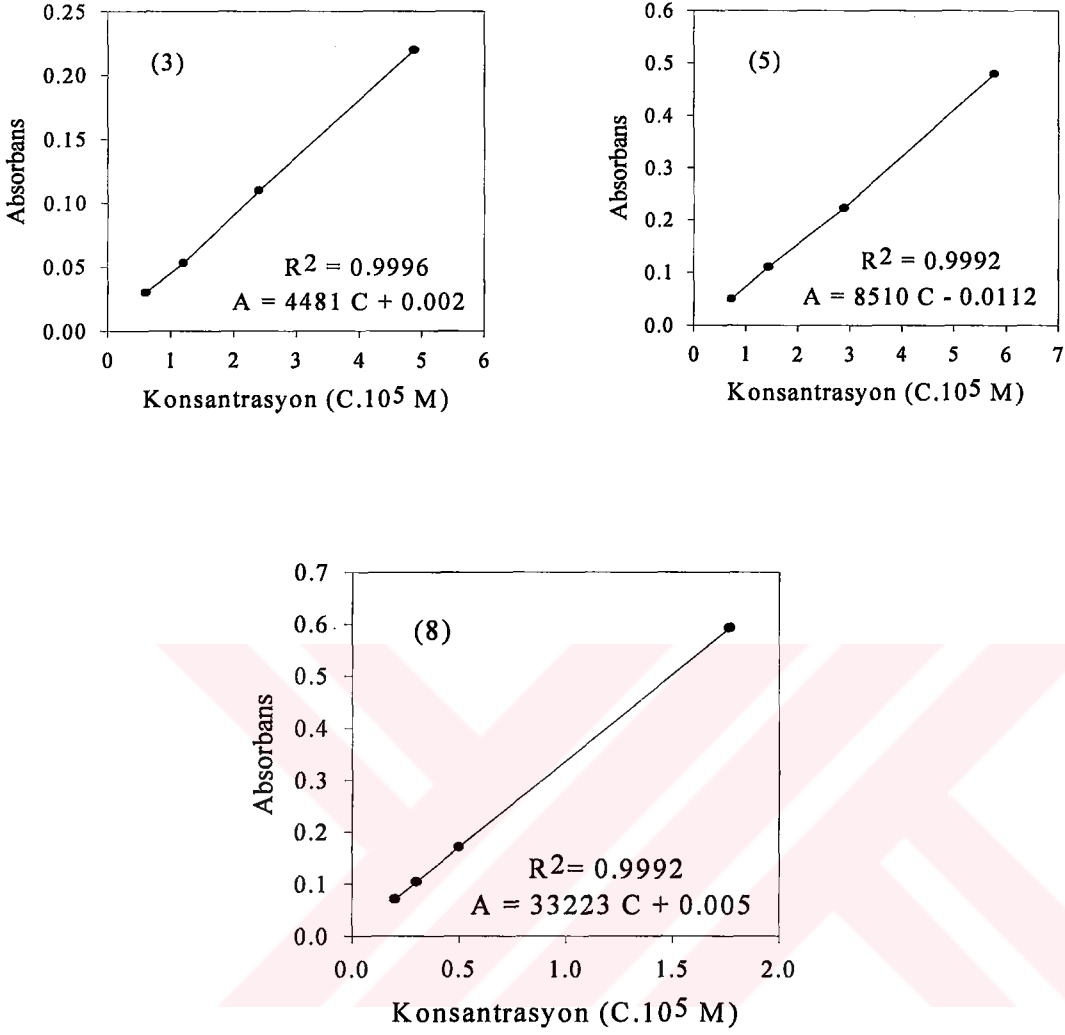 (3)
0.25
0.20
0.15
0.10
0.05
0.00
Absorbans
R² = 0.9996
A = 4481 C + 0.002
0 1 2 3 4 5 6
Konsantrasyon (C.10⁵ M)
(5)
0.6
0.5
0.4
0.3
0.2
0.1
0.0
Absorbans
R² = 0.9992
A = 8510 C - 0.0112
0 1 2 3 4 5 6 7
Konsantrasyon (C.10⁵ M)
(8)
0.7
0.6
0.5
0.4
0.3
0.2
0.1
0.0
Absorbans
R²= 0.9992
A = 33223 C + 0.005
0.0 0.5 1.0 1.5 2.0
Konsantrasyon (C.10⁵ M)